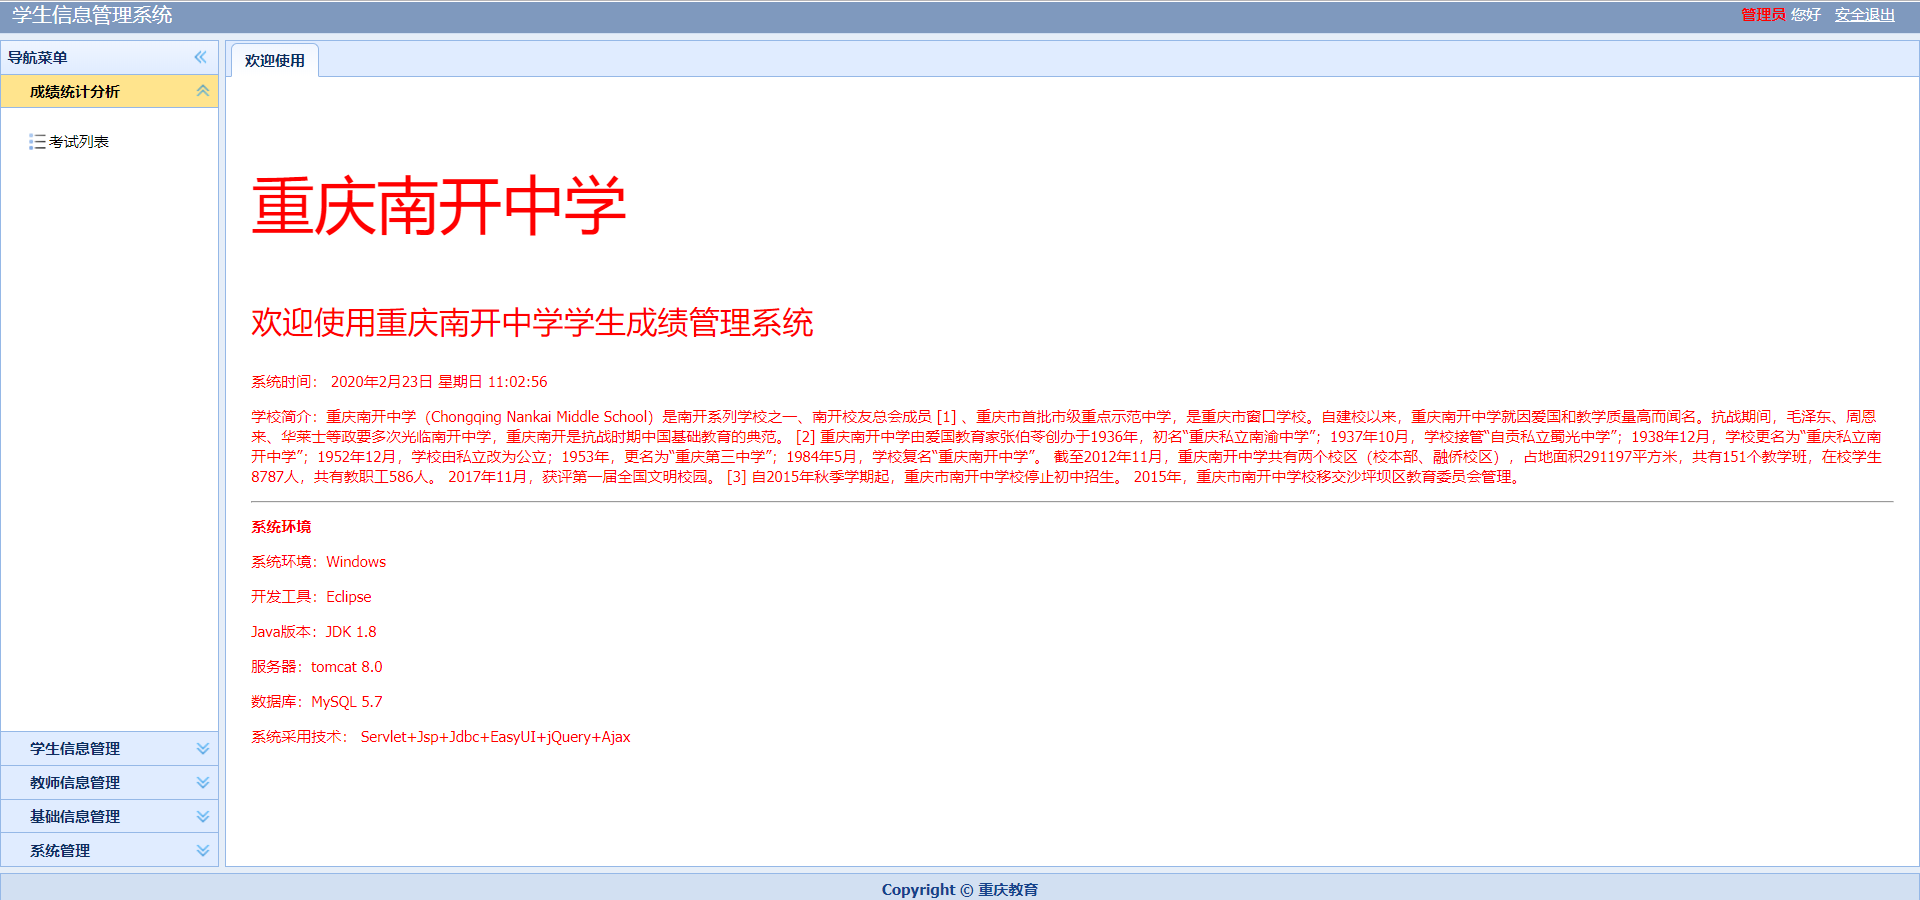 学生信息管理系统
管理员 您好 安全退出
导航菜单
成绩统计分析
考试列表
学生信息管理
教师信息管理
基础信息管理
系统管理
欢迎使用
重庆南开中学
欢迎使用重庆南开中学学生成绩管理系统
系统时间： 2020年2月23日 星期日 11:02:56
学校简介：重庆南开中学（Chongqing Nankai Middle School）是南开系列学校之一、南开校友总会成员 [1] 、重庆市首批市级重点示范中学，是重庆市窗口学校。自建校以来，重庆南开中学就因爱国和教学质量高而闻名。抗战期间，毛泽东、周恩
来、华莱士等政要多次光临南开中学，重庆南开是抗战时期中国基础教育的典范。 [2] 重庆南开中学由爱国教育家张伯苓创办于1936年，初名“重庆私立南渝中学”；1937年10月，学校接管“自贡私立蜀光中学”；1938年12月，学校更名为“重庆私立南
开中学”；1952年12月，学校由私立改为公立；1953年，更名为“重庆第三中学”；1984年5月，学校复名“重庆南开中学”。 截至2012年11月，重庆南开中学共有两个校区（校本部、融侨校区），占地面积291197平方米，共有151个教学班，在校学生
8787人，共有教职工586人。 2017年11月，获评第一届全国文明校园。 [3] 自2015年秋季学期起，重庆市南开中学校停止初中招生。 2015年，重庆市南开中学校移交沙坪坝区教育委员会管理。
系统环境
系统环境：Windows
开发工具：Eclipse
Java版本：JDK 1.8
服务器：tomcat 8.0
数据库：MySQL 5.7
系统采用技术： Servlet+Jsp+Jdbc+EasyUI+jQuery+Ajax
Copyright © 重庆教育